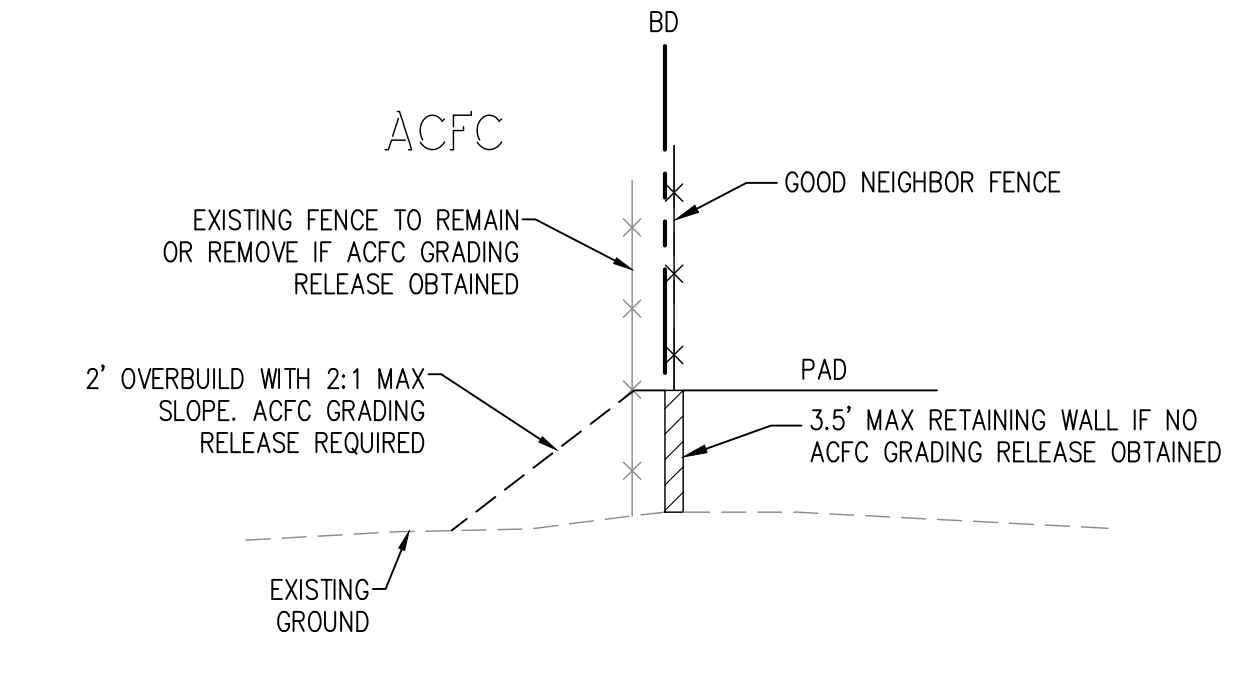 BD
ACFC
GOOD NEIGHBOR FENCE
EXISTING FENCE TO REMAIN
OR REMOVE IF ACFC GRADING
RELEASE OBTAINED
2' OVERBUILD WITH 2:1 MAX
SLOPE. ACFC GRADING
RELEASE REQUIRED
PAD
3.5' MAX RETAINING WALL IF NO
ACFC GRADING RELEASE OBTAINED
EXISTING
GROUND